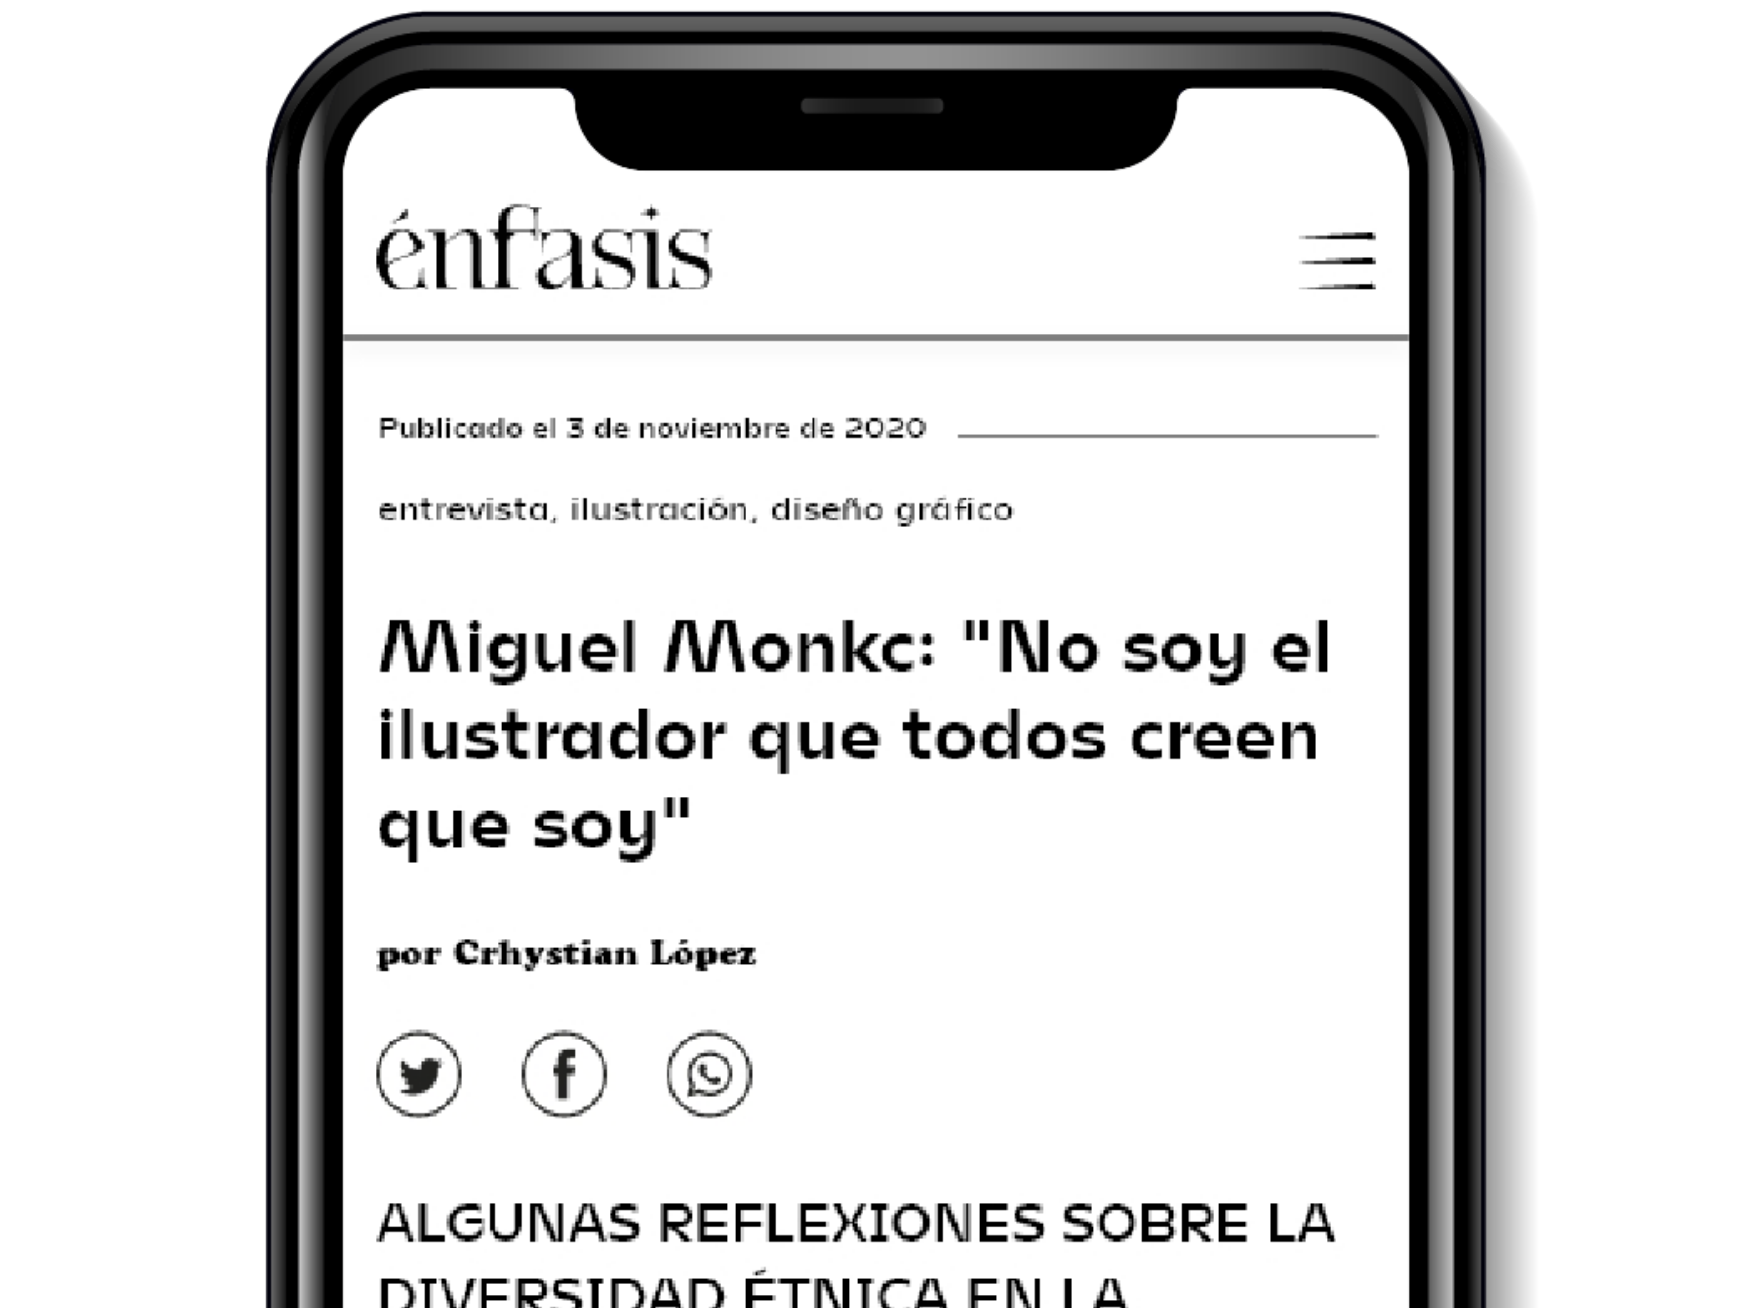 énfasis
Publicado el 3 de noviembre de 2020
entrevista, ilustración, diseño gráfico
Miguel Monkc: "No soy el
ilustrador que todos creen
que soy"
por Crhystian López
ALGUNAS REFLEXIONES SOBRE LA
DIVERSIDAD ÉTNICA EN LA